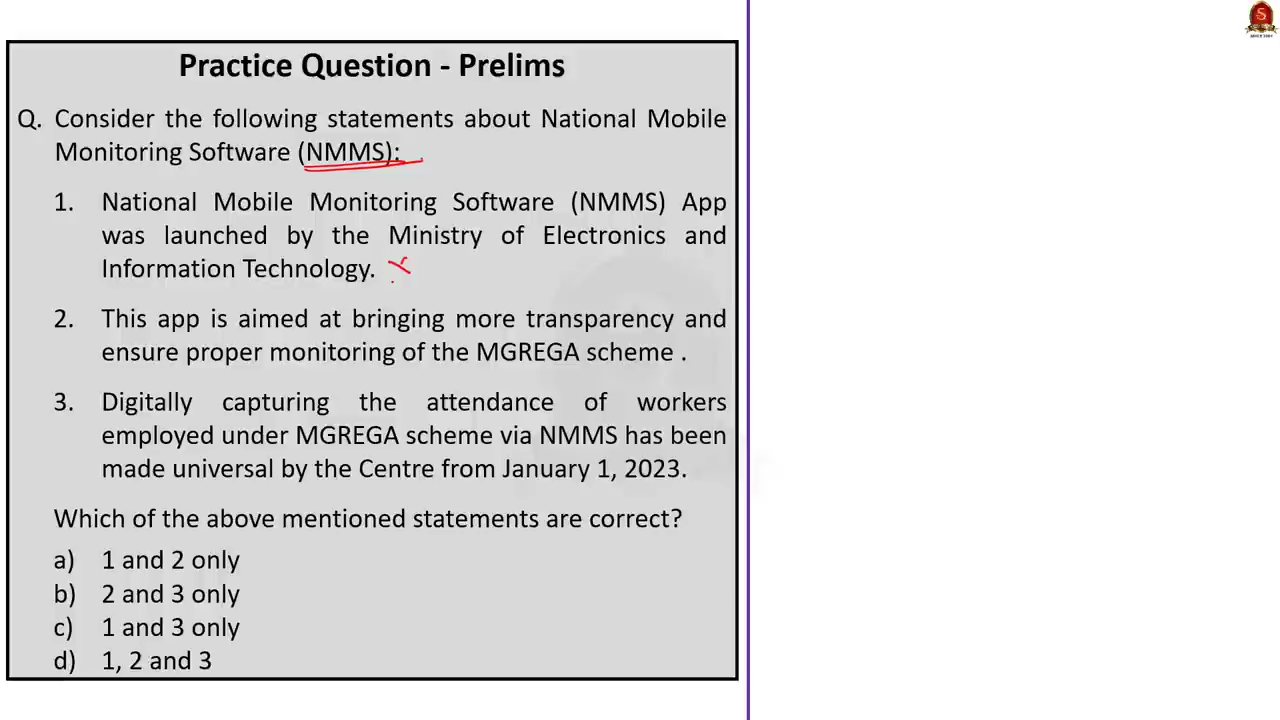 Practice Question - Prelims
Q. Consider the following statements about National Mobile
Monitoring Software (NMMS):
1. National Mobile Monitoring Software (NMMS) App
was launched by the Ministry of Electronics and
Information Technology.
2. This app is aimed at bringing more transparency and
ensure proper monitoring of the MGREGA scheme .
3. Digitally capturing the attendance of workers
employed under MGREGA scheme via NMMS has been
made universal by the Centre from January 1, 2023.
Which of the above mentioned statements are correct?
a) 1 and 2 only
b) 2 and 3 only
c) 1 and 3 only
d) 1, 2 and 3
S